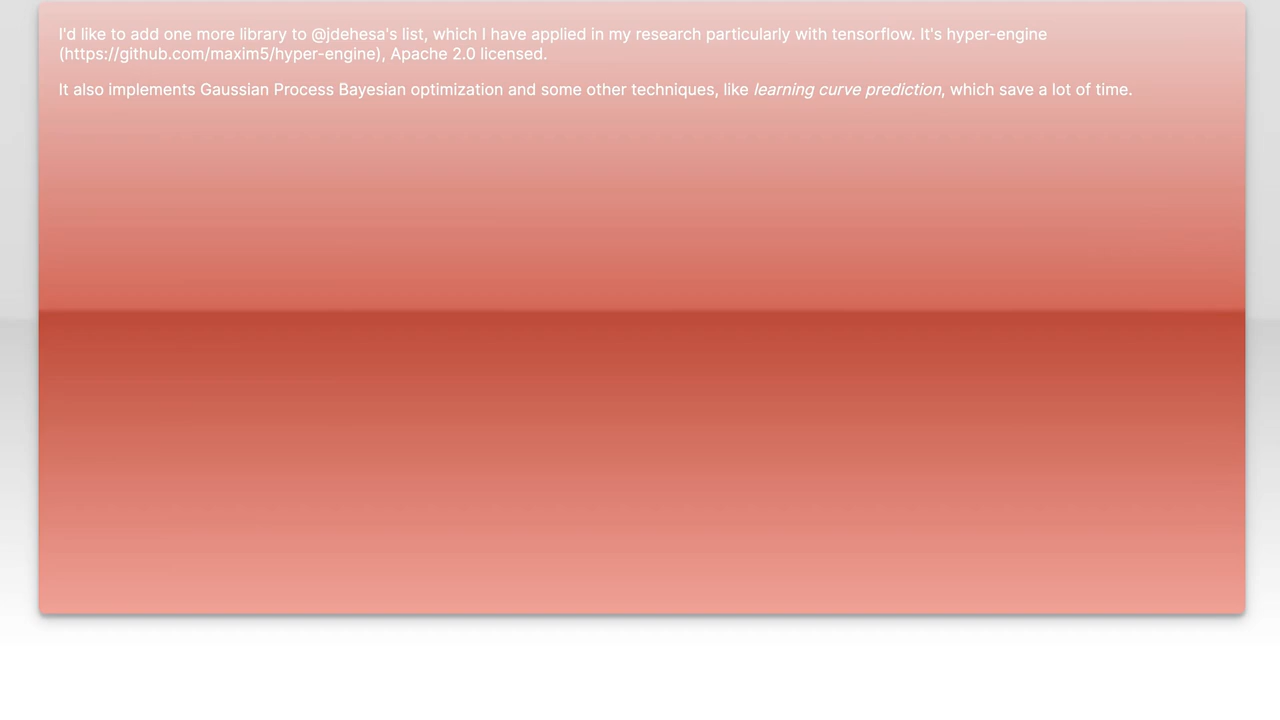 I'd like to add one more library to @jdehesa's list, which I have applied in my research particularly with tensorflow. It's hyper-engine
(https://github.com/maxim5/hyper-engine), Apache 2.0 licensed.
It also implements Gaussian Process Bayesian optimization and some other techniques, like learning curve prediction, which save a lot of time.